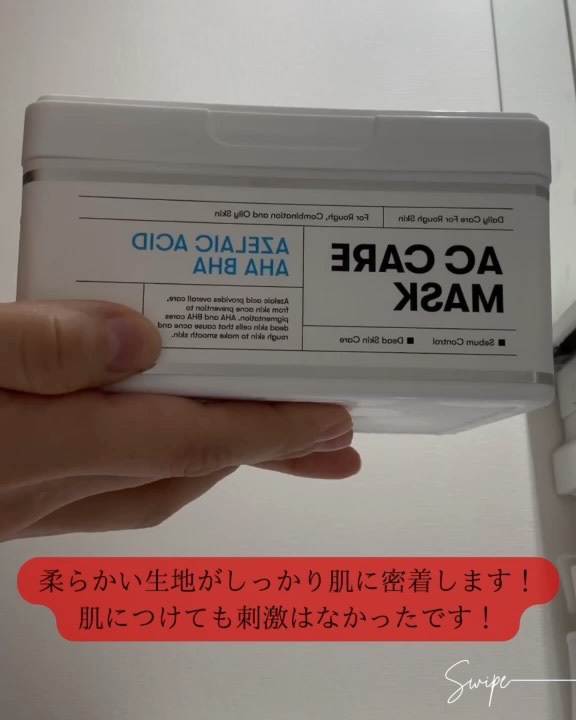 Daily Care For Rough Skin
For Rough, Combination and Oily Skin
AC CARE
MASK
AZELAIC ACID
AHA BHA
Azelaic acid provides overall care,
from skin acne prevention to
pigmentation. AHA and BHA cares
dead skin cells that cause acne and
rough skin to make smooth skin.
■ Sebum Control
■ Dead Skin Care
柔らかい生地がしっかり肌に密着します！
肌につけても刺激はなかったです！
Swipe